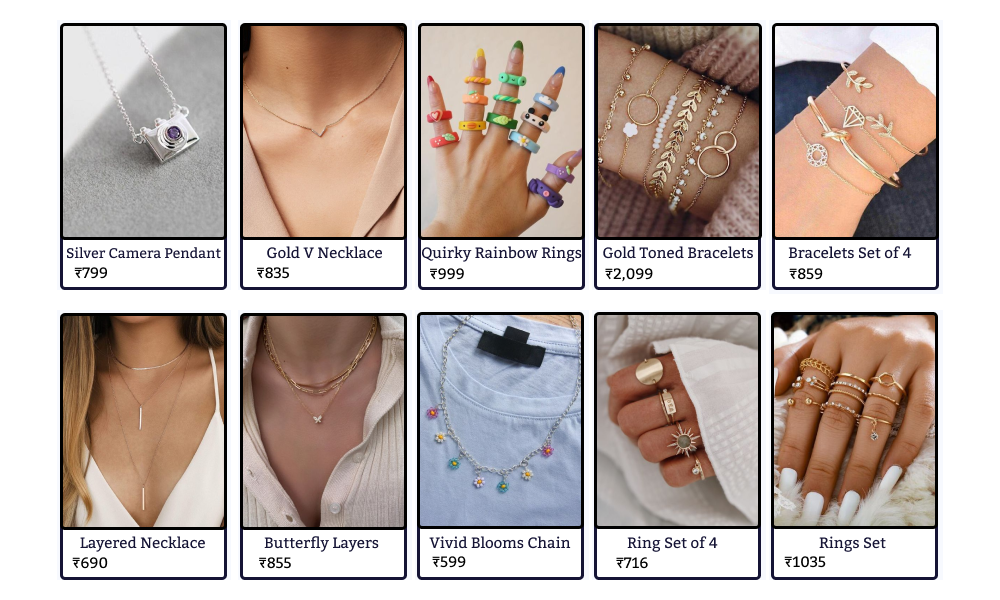 Silver Camera Pendant
₹799
Gold V Necklace
₹835
Quirky Rainbow Rings
₹999
Gold Toned Bracelets
₹2,099
Bracelets Set of 4
₹859
Layered Necklace
₹690
Butterfly Layers
₹855
Vivid Blooms Chain
₹599
Ring Set of 4
₹716
Rings Set
₹1035